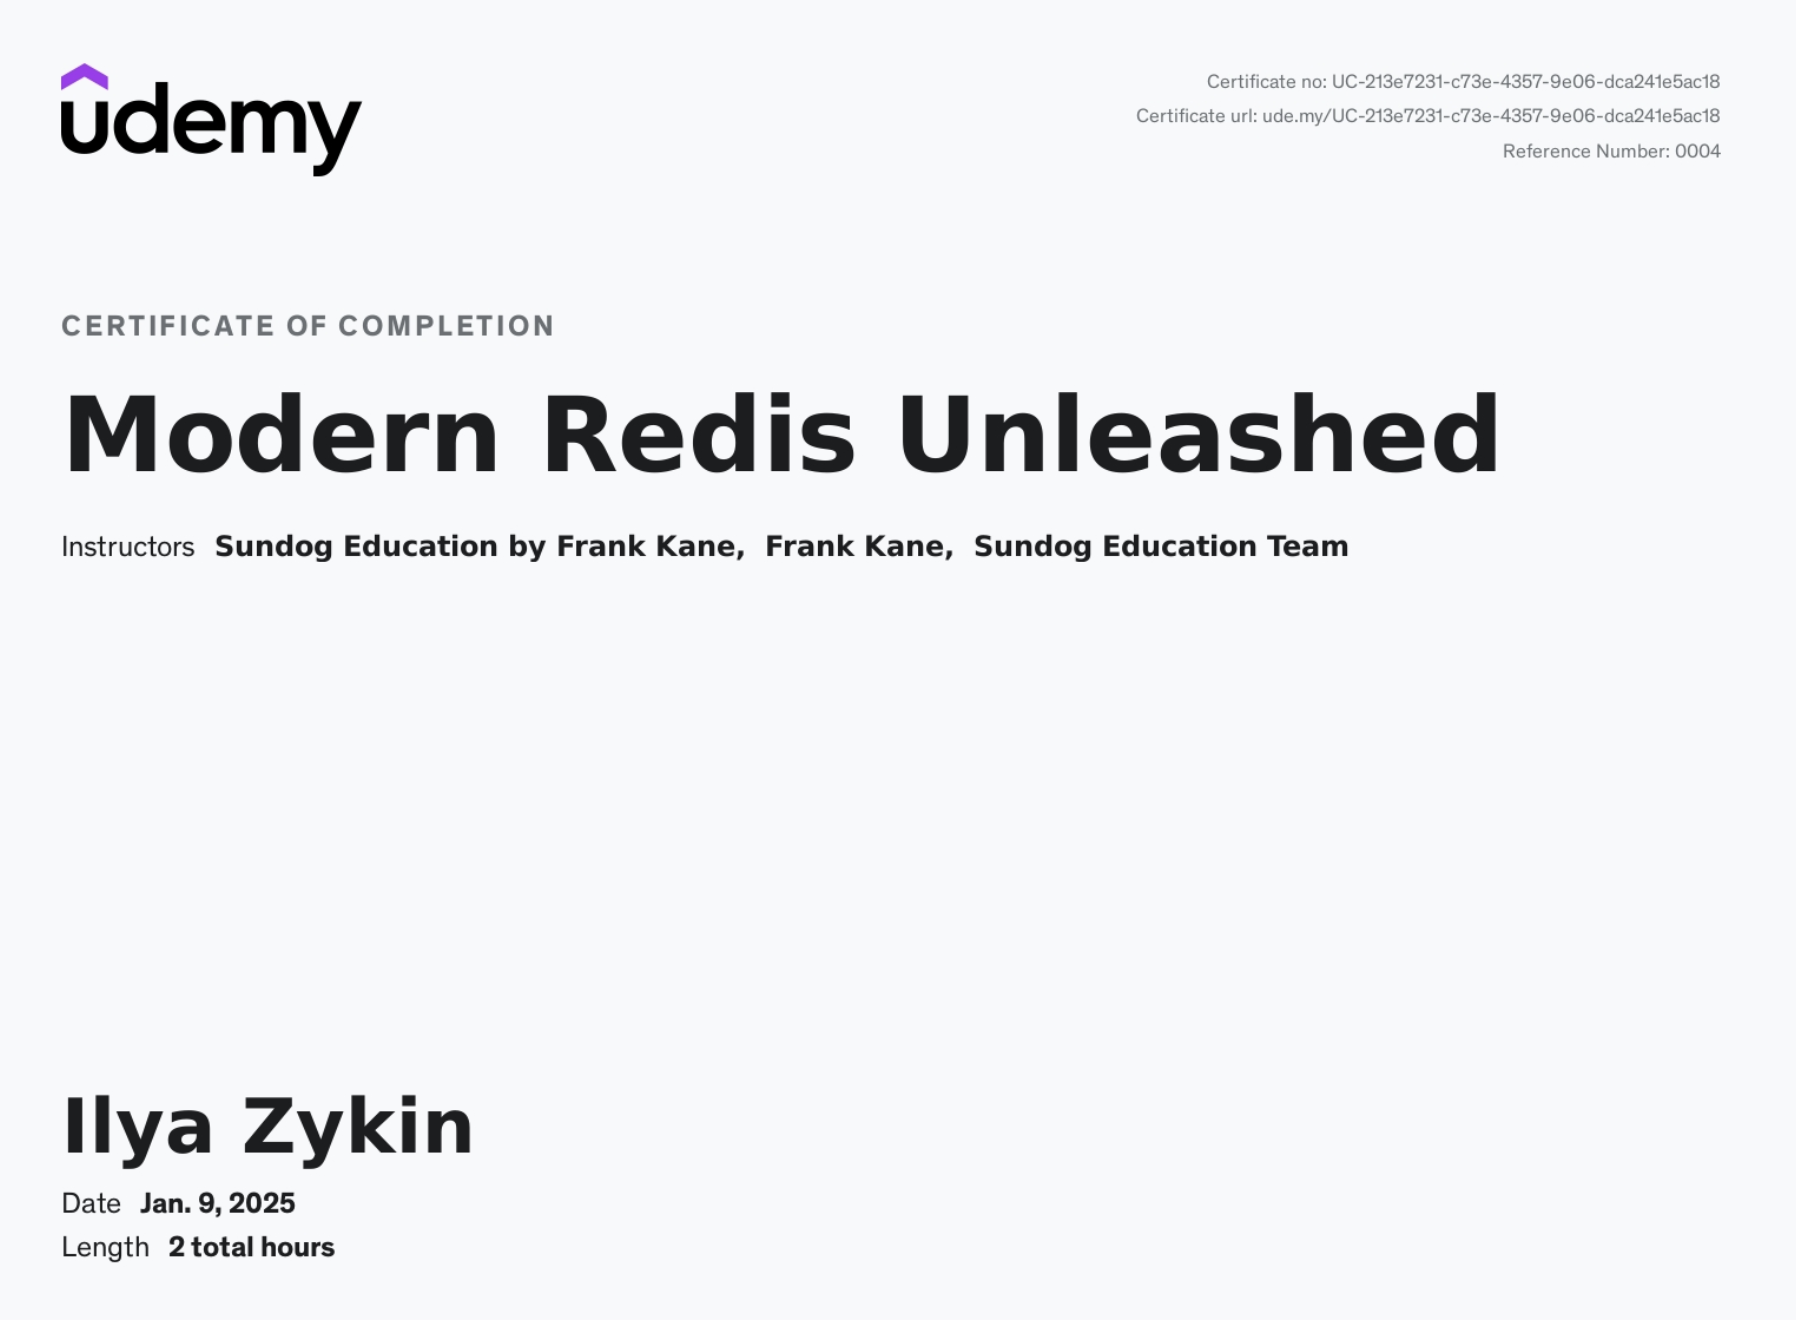 udemy
Certificate no: UC-213e7231-c73e-4357-9e06-dca241e5ac18
Certificate url: ude.my/UC-213e7231-c73e-4357-9e06-dca241e5ac18
Reference Number: 0004
CERTIFICATE OF COMPLETION
Modern Redis Unleashed
Instructors Sundog Education by Frank Kane, Frank Kane, Sundog Education Team
Ilya Zykin
Date Jan. 9, 2025
Length 2 total hours